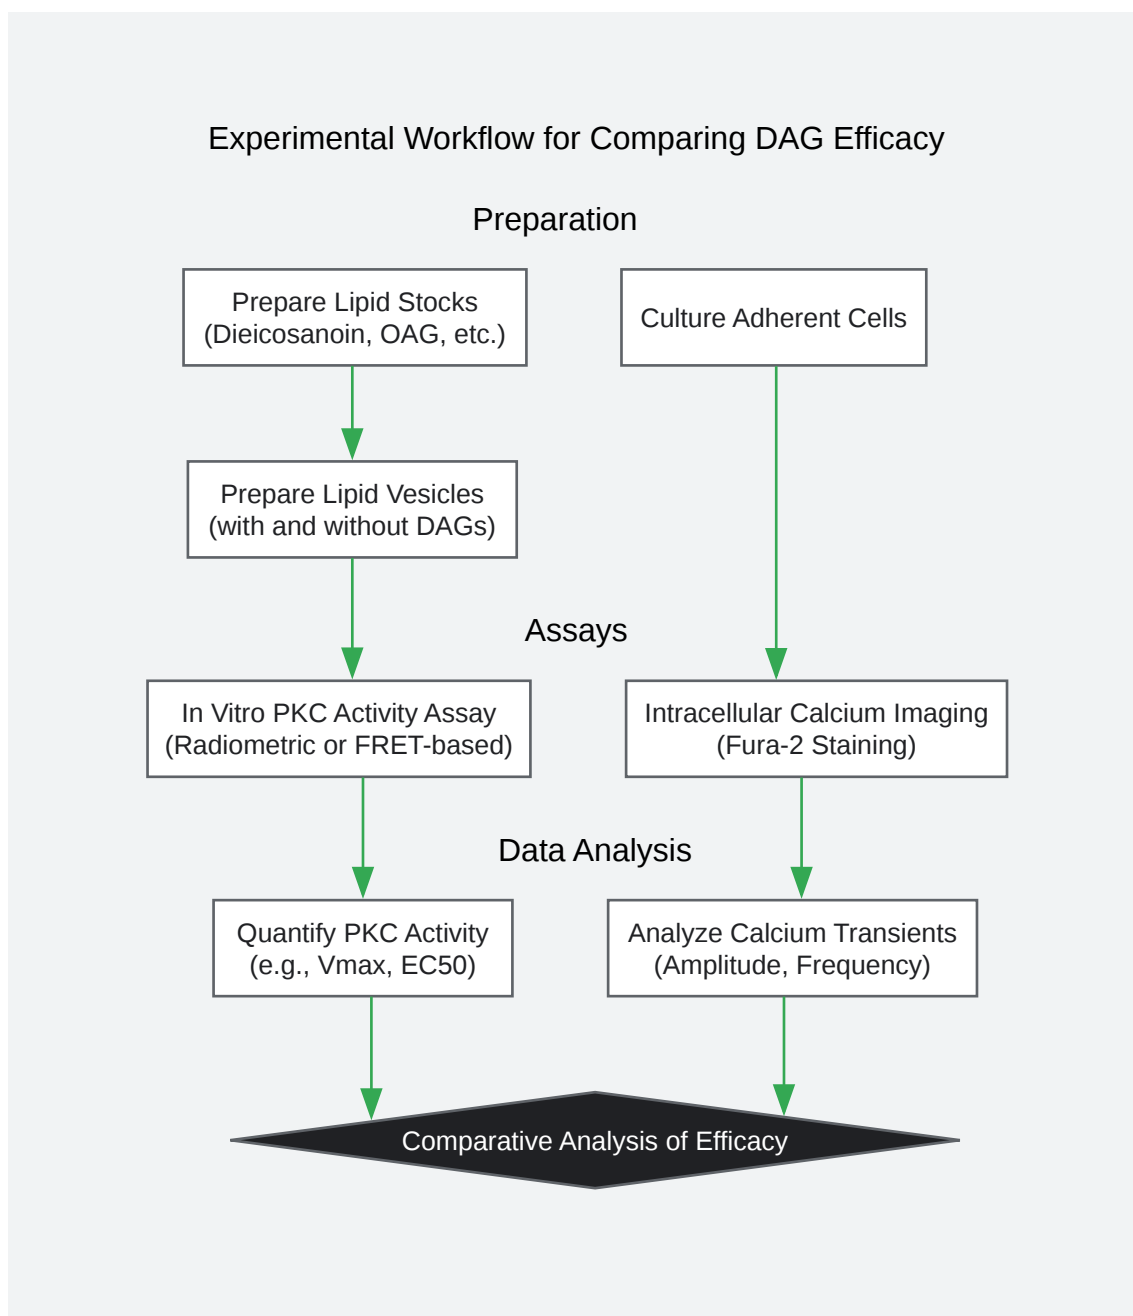 Experimental Workflow for Comparing DAG Efficacy
Preparation
Prepare Lipid Stocks
(Dieicosanoin, OAG, etc.)
Culture Adherent Cells
Prepare Lipid Vesicles
(with and without DAGs)
Assays
In Vitro PKC Activity Assay
(Radiometric or FRET-based)
Intracellular Calcium Imaging
(Fura-2 Staining)
Data Analysis
Quantify PKC Activity
(e.g., Vmax, EC50)
Analyze Calcium Transients
(Amplitude, Frequency)
Comparative Analysis of Efficacy